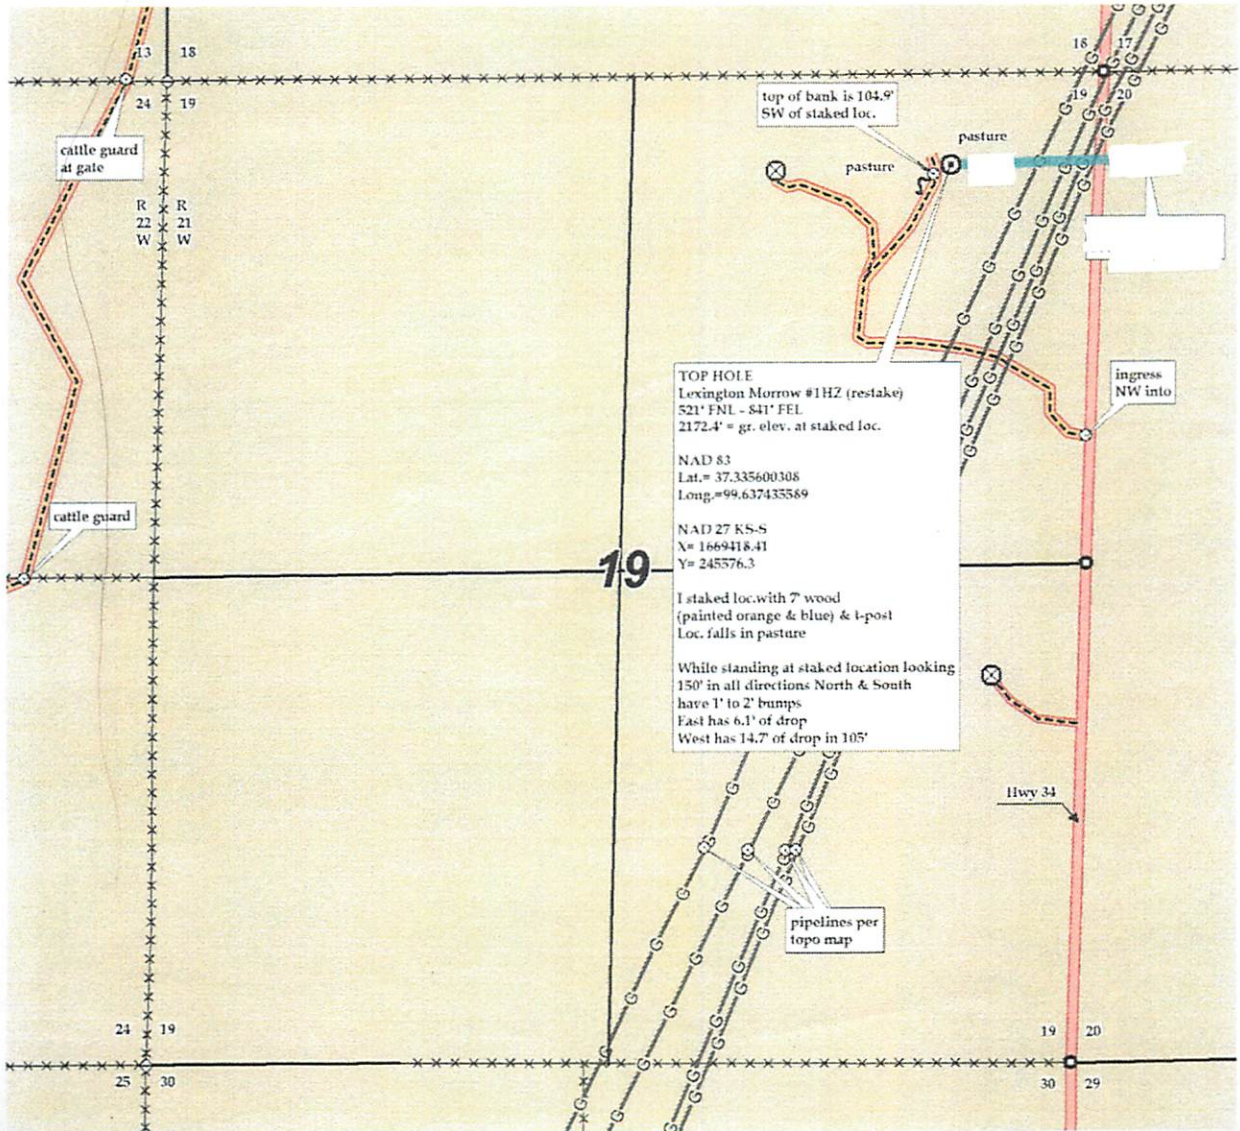 13 18
24 19
18 17
19 20
cattle guard
at gate
top of bank is 104.9'
SW of staked loc.
pasture
pasture
R R
22 21
W W
ingress
NW into
TOP HOLE
Lexington Morrow #1HZ (restake)
521' FNL - 841' FEL
2172.4' = gr. elev. at staked loc.
NAD 83
Lat.= 37.335600308
Long.=99.637435589
NAD 27 KS-S
X= 1669418.41
Y= 245576.3
I staked loc.with 7' wood
(painted orange & blue) & t-post
Loc. falls in pasture
While standing at staked location looking
150' in all directions North & South
have 1' to 2' bumps
East has 6.1' of drop
West has 14.7' of drop in 105'
cattle guard
19
Hwy 34
pipelines per
topo map
24 19
25 30
19 20
30 29
G G G G G G G G G G G G G G G G G G G G